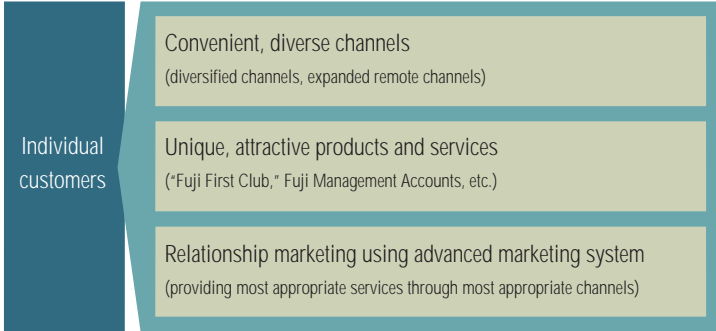 Individual
customers
Convenient, diverse channels
(diversified channels, expanded remote channels)
Unique, attractive products and services
(“Fuji First Club,” Fuji Management Accounts, etc.)
Relationship marketing using advanced marketing system
(providing most appropriate services through most appropriate channels)